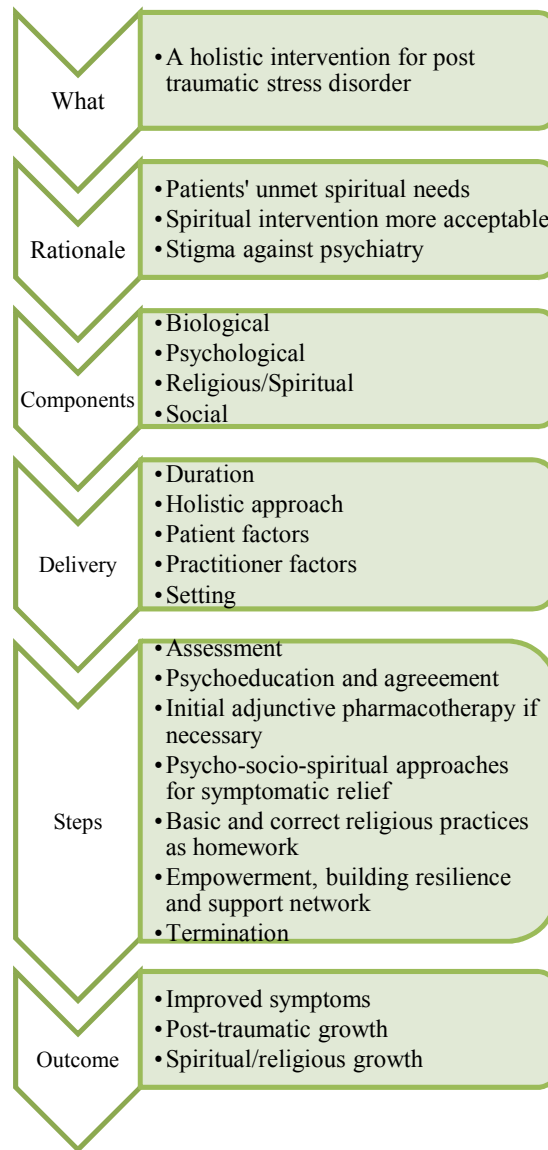 What
•A holistic intervention for post
traumatic stress disorder
Rationale
•Patients' unmet spiritual needs
•Spiritual intervention more acceptable
•Stigma against psychiatry
Components
•Biological
•Psychological
•Religious/Spiritual
•Social
Delivery
•Duration
•Holistic approach
•Patient factors
•Practitioner factors
•Setting
Steps
•Assessment
•Psychoeducation and agreeement
•Initial adjunctive pharmacotherapy if
necessary
•Psycho-socio-spiritual approaches
for symptomatic relief
•Basic and correct religious practices
as homework
•Empowerment, building resilience
and support network
•Termination
Outcome
•Improved symptoms
•Post-traumatic growth
•Spiritual/religious growth